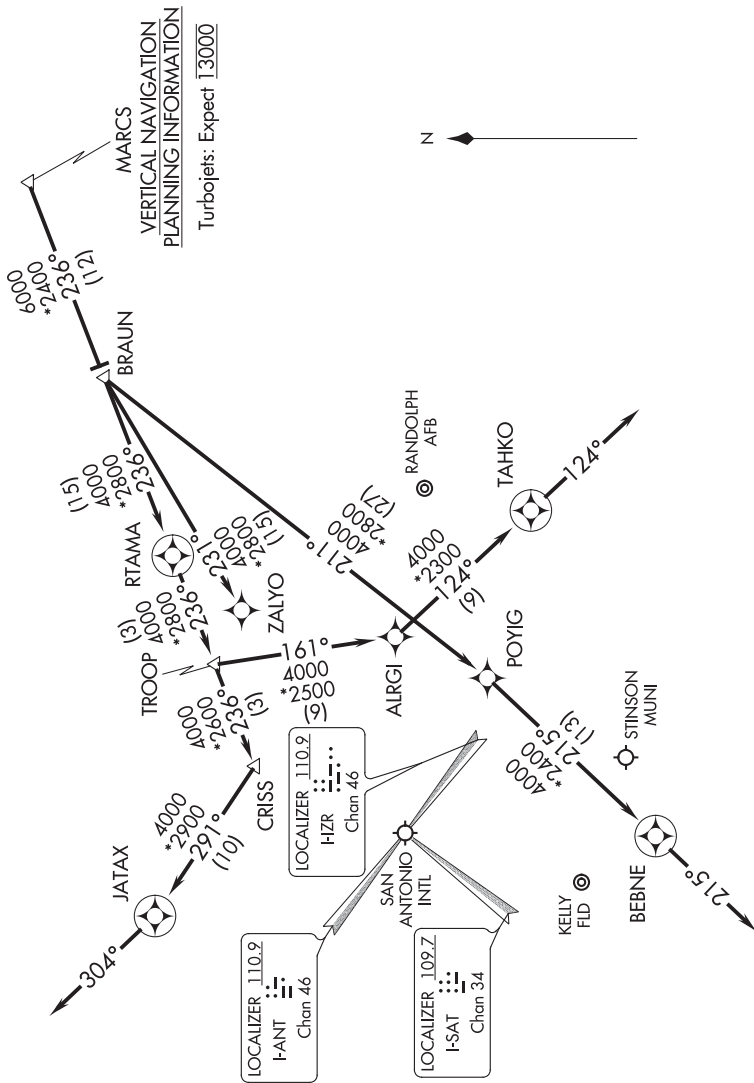 MARCS
VERTICAL NAVIGATION
PLANNING INFORMATION
Turbojets: Expect 13000
N
6000
*2400
236°
(12)
BRAUN
(15)
4000
*2800
236°
RTAMA
231°
4000
*2800
(15)
ZALYO
211°
4000
*2800
(27)
RANDOLPH
AFB
(3)
4000
*2800
236°
TROOP
161°
4000
*2500
(9)
ALRGI
4000
*2300
124°
(9)
TAHKO
124°
4000
*2600
236°
(3)
CRISS
4000
*2900
291°
(10)
JATAX
304°
POYIG
4000
*2400
215°
(13)
STINSON
MUNI
BEBNE
215°
KELLY
FLD
SAN
ANTONIO
INTL
LOCALIZER 110.9
I-IZR
Chan 46
LOCALIZER 110.9
I-ANT
Chan 46
LOCALIZER 109.7
I-SAT
Chan 34